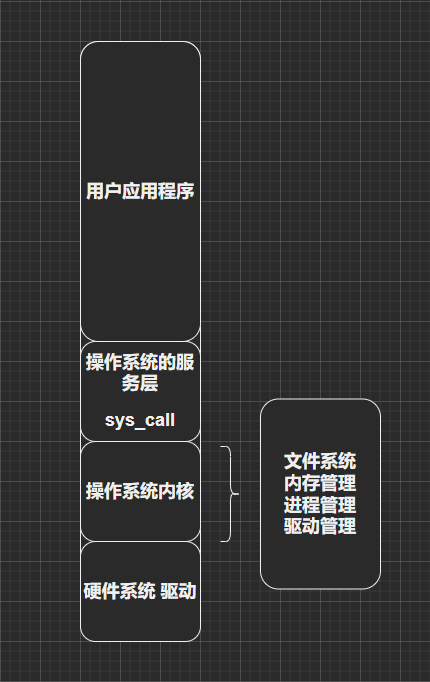 用户应用程序
操作系统的服
务层
sys_call
操作系统内核
文件系统
内存管理
进程管理
驱动管理
硬件系统 驱动